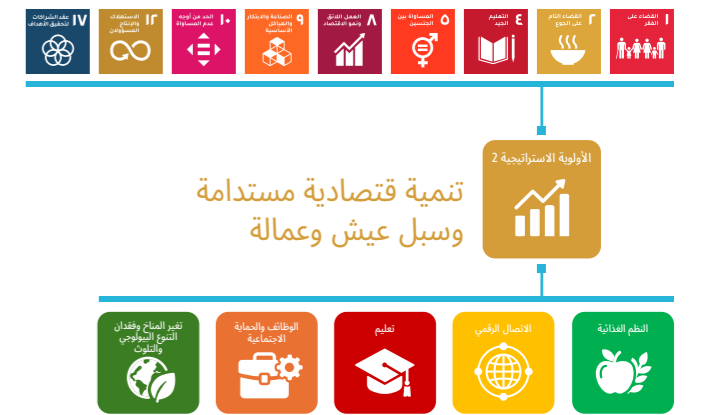 ١ القضاء على
الفقر
٢ القضاء التام
على الجوع
٤ التعليم
الجيد
٥ المساواة بين
الجنسين
٨ العمل اللائق
ونمو الاقتصاد
٩ الصناعة والابتكار
والهياكل
الأساسية
١٠ الحد من أوجه
عدم المساواة
١٢ الاستهلاك
والإنتاج
المسؤولان
١٧ عقد الشراكات
لتحقيق الأهداف
الأولوية الاستراتيجية 2
تنمية قتصادية مستدامة
وسبل عيش وعمالة
النظم الغذائية
الاتصال الرقمي
تعليم
الوظائف والحماية
الاجتماعية
تغير المناخ وفقدان
التنوع البيولوجي
والتلوث